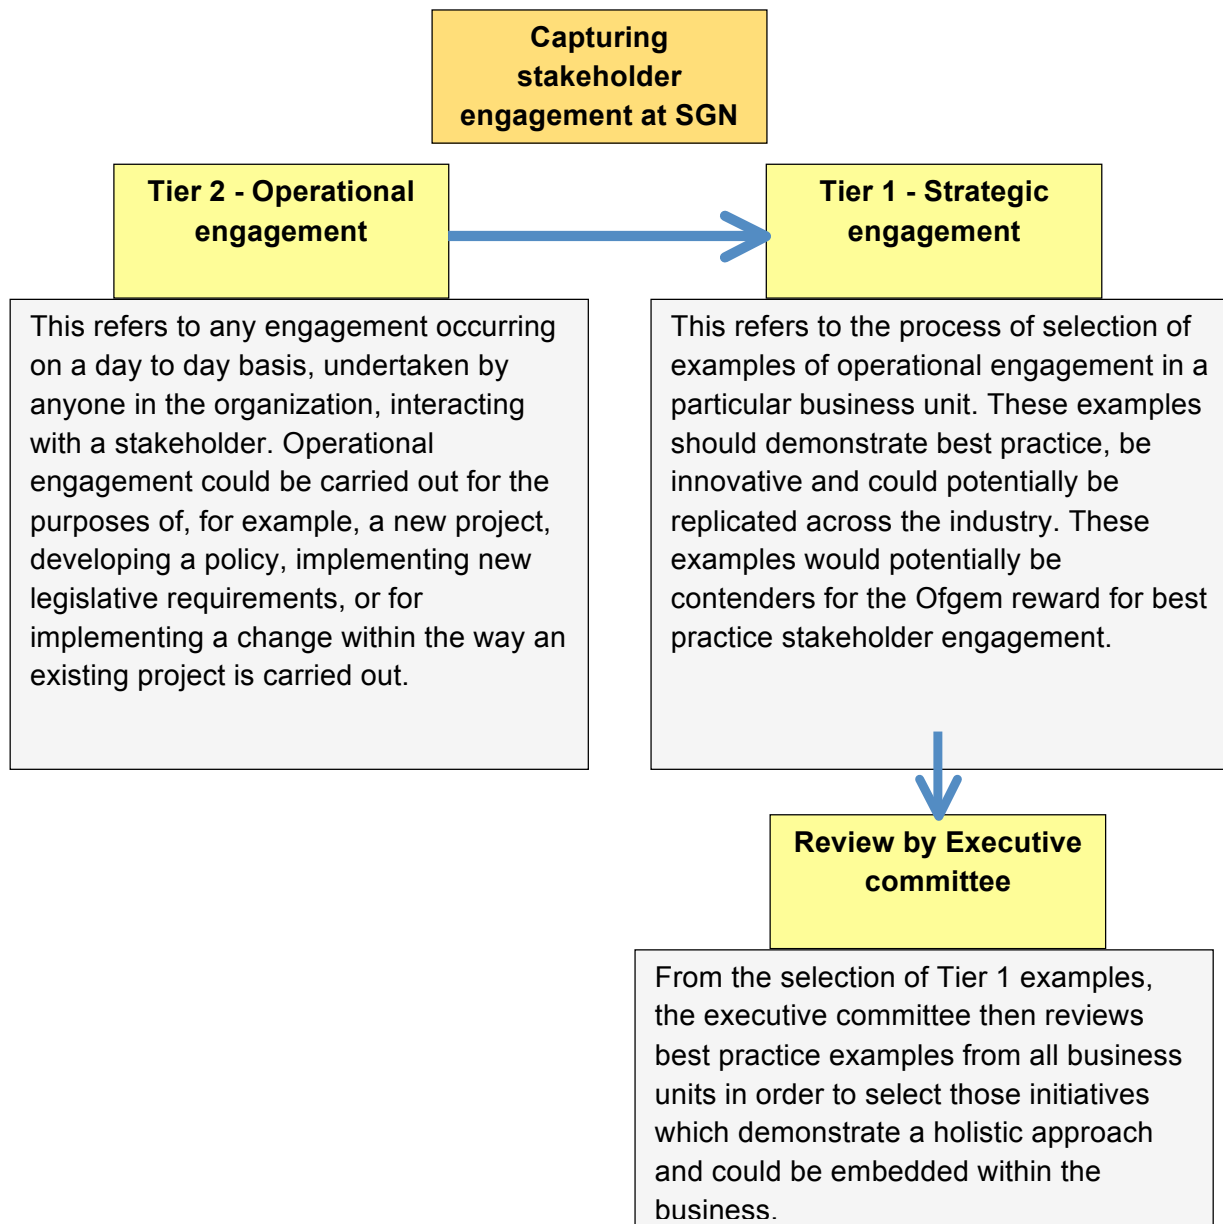 Capturing
stakeholder
engagement at SGN
Tier 2 - Operational
engagement
Tier 1 - Strategic
engagement
This refers to any engagement occurring
on a day to day basis, undertaken by
anyone in the organization, interacting
with a stakeholder. Operational
engagement could be carried out for the
purposes of, for example, a new project,
developing a policy, implementing new
legislative requirements, or for
implementing a change within the way an
existing project is carried out.
This refers to the process of selection of
examples of operational engagement in a
particular business unit. These examples
should demonstrate best practice, be
innovative and could potentially be
replicated across the industry. These
examples would potentially be
contenders for the Ofgem reward for best
practice stakeholder engagement.
Review by Executive
committee
From the selection of Tier 1 examples,
the executive committee then reviews
best practice examples from all business
units in order to select those initiatives
which demonstrate a holistic approach
and could be embedded within the
business.